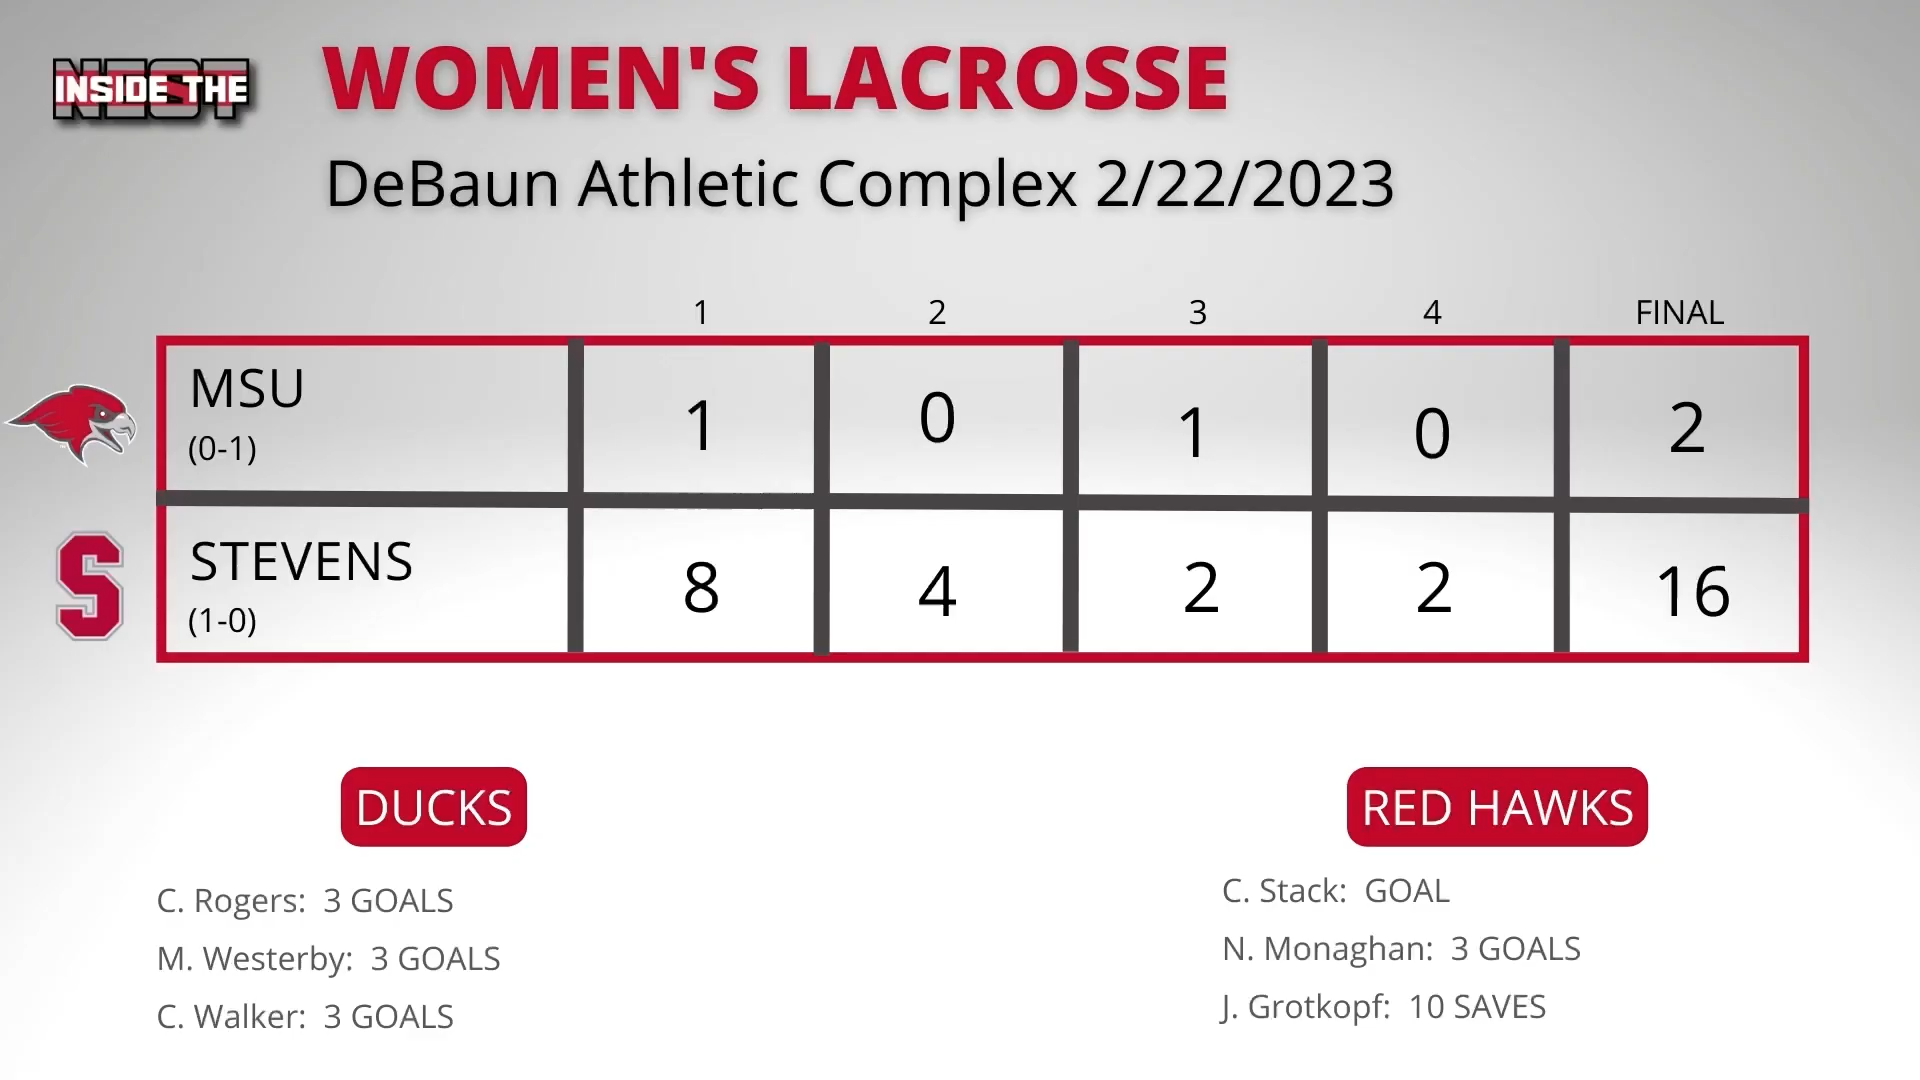 INSIDE THE
NEST
WOMEN'S LACROSSE
DeBaun Athletic Complex 2/22/2023
1 2 3 4 FINAL
MSU 1 0 1 0 2
(0-1)
S STEVENS 8 4 2 2 16
(1-0)
DUCKS
C. Rogers: 3 GOALS
M. Westerby: 3 GOALS
C. Walker: 3 GOALS
RED HAWKS
C. Stack: GOAL
N. Monaghan: 3 GOALS
J. Grotkopf: 10 SAVES